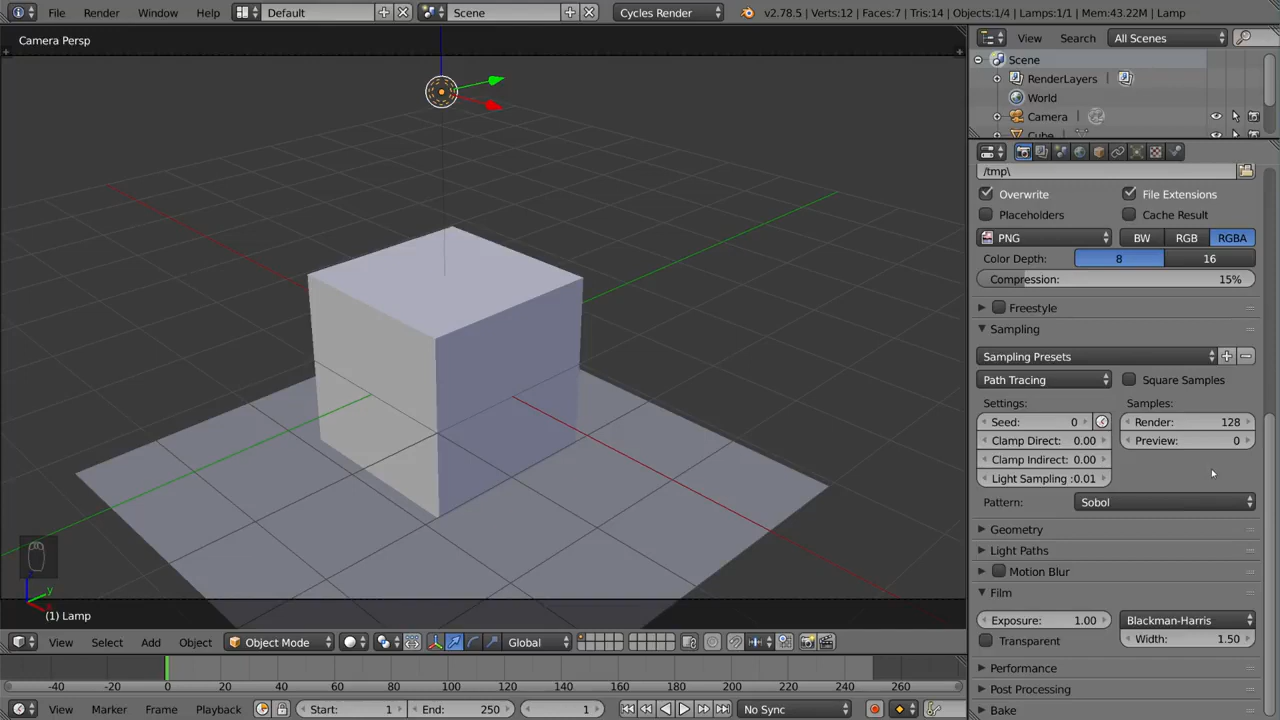 File Render Window Help Default Scene Cycles Render v2.78.5 | Verts:12 | Faces:7 | Tris:14 | Objects:1/4 | Lamps:1/1 | Mem:43.22M | Lamp
Camera Persp
View Search All Scenes
Scene
RenderLayers
World
Camera
Cube
/tmp\
Overwrite File Extensions
Placeholders Cache Result
PNG BW RGB RGBA
Color Depth: 8 16
Compression: 15%
Freestyle
Sampling
Sampling Presets
Path Tracing Square Samples
Settings: Samples:
Seed: 0 Render: 128
Clamp Direct: 0.00 Preview: 0
Clamp Indirect: 0.00
Light Sampling :0.01
Pattern: Sobol
Geometry
Light Paths
Motion Blur
Film
Exposure: 1.00 Blackman-Harris
Transparent Width: 1.50
Performance
Post Processing
Bake
z
y
x
(1) Lamp
View Select Add Object Object Mode Global
-40 -20 0 20 40 60 80 100 120 140 160 180 200 220 240 260
View Marker Frame Playback Start: 1 End: 250 1 No Sync